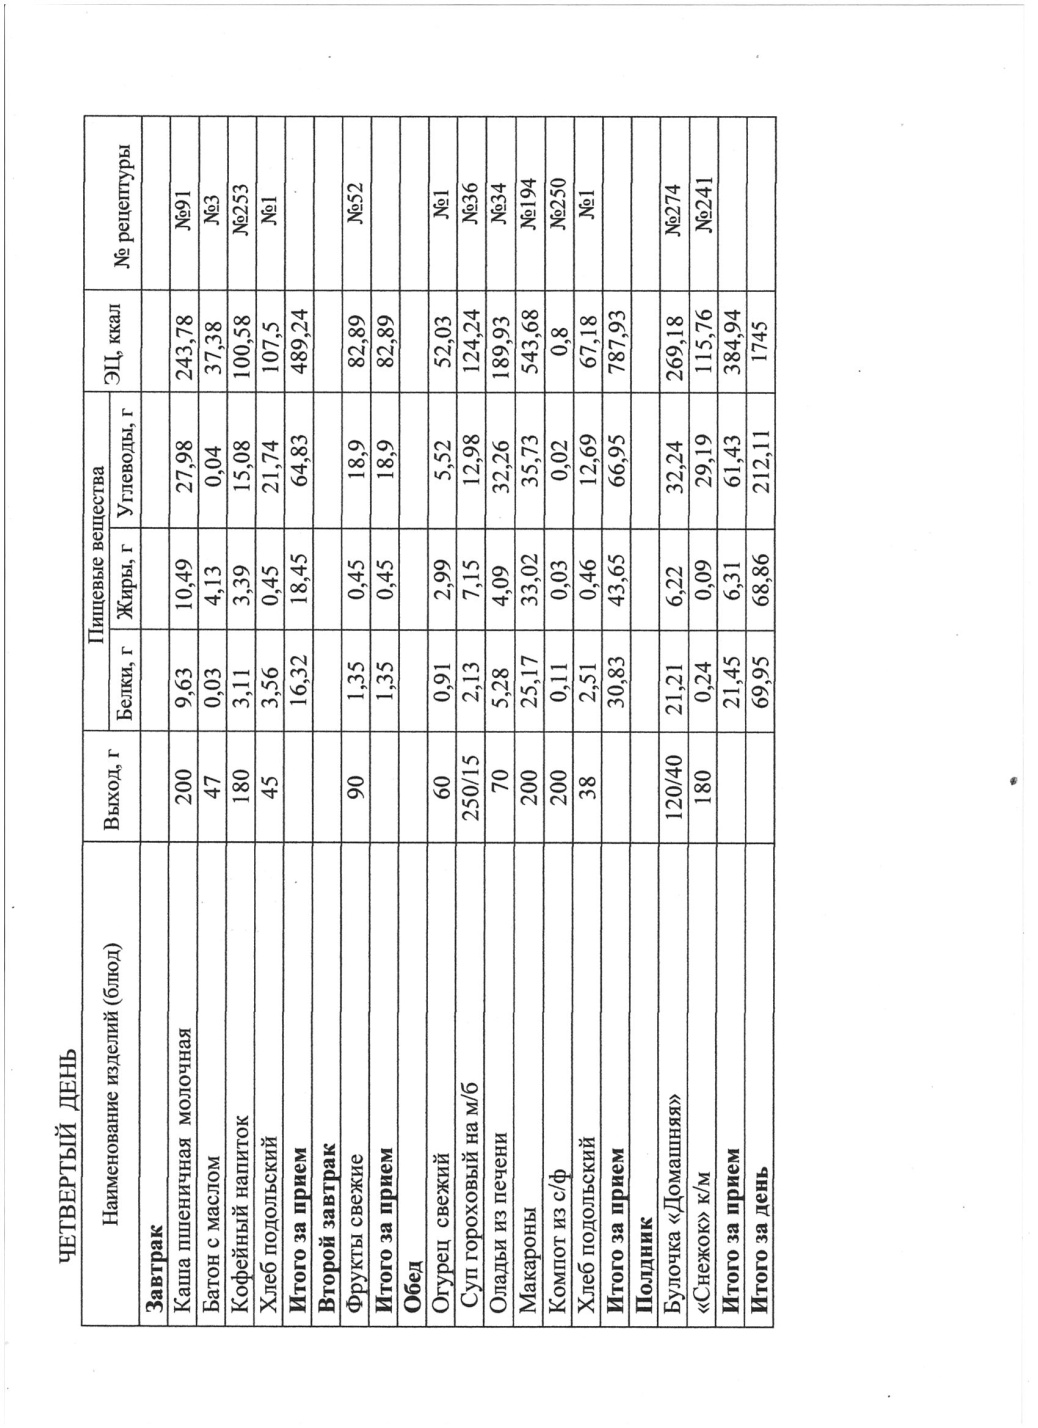 ЧЕТВЕРТЫЙ ДЕНЬ
Наименование изделий (блюд) Выход, г Пищевые вещества ЭЦ, ккал № рецептуры
Белки, г Жиры, г Углеводы, г
Завтрак
Каша пшеничная молочная 200 9,63 10,49 27,98 243,78 №91
Батон с маслом 47 0,03 4,13 0,04 37,38 №3
Кофейный напиток 180 3,11 3,39 15,08 100,58 №253
Хлеб подольский 45 3,56 0,45 21,74 107,5 №1
Итого за прием 16,32 18,45 64,83 489,24
Второй завтрак
Фрукты свежие 90 1,35 0,45 18,9 82,89 №52
Итого за прием 1,35 0,45 18,9 82,89
Обед
Огурец свежий 60 0,91 2,99 5,52 52,03 №1
Суп гороховый на м/б 250/15 2,13 7,15 12,98 124,24 №36
Оладьи из печени 70 5,28 4,09 32,26 189,93 №34
Макароны 200 25,17 33,02 35,73 543,68 №194
Компот из с/ф 200 0,11 0,03 0,02 0,8 №250
Хлеб подольский 38 2,51 0,46 12,69 67,18 №1
Итого за прием 30,83 43,65 66,95 787,93
Полдник
Булочка «Домашняя» 120/40 21,21 6,22 32,24 269,18 №274
«Снежок» к/м 180 0,24 0,09 29,19 115,76 №241
Итого за прием 21,45 6,31 61,43 384,94
Итого за день 69,95 68,86 212,11 1745